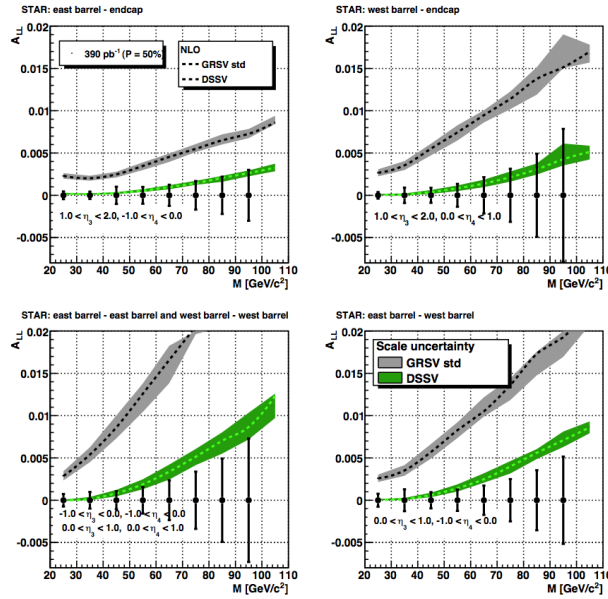 STAR: east barrel - endcap
A_LL
0.02
0.015
0.01
0.005
0
-0.005
390 pb⁻¹ (P = 50%)
NLO
GRSV std
DSSV
1.0 < η₃ < 2.0, -1.0 < η₄ < 0.0
20 30 40 50 60 70 80 90 100 110
M [GeV/c²]
STAR: west barrel - endcap
A_LL
0.02
0.015
0.01
0.005
0
-0.005
1.0 < η₃ < 2.0, 0.0 < η₄ < 1.0
20 30 40 50 60 70 80 90 100 110
M [GeV/c²]
STAR: east barrel - east barrel and west barrel - west barrel
A_LL
0.02
0.015
0.01
0.005
0
-0.005
-1.0 < η₃ < 0.0, -1.0 < η₄ < 0.0
0.0 < η₃ < 1.0, 0.0 < η₄ < 1.0
20 30 40 50 60 70 80 90 100 110
M [GeV/c²]
STAR: east barrel - west barrel
A_LL
0.02
0.015
0.01
0.005
0
-0.005
Scale uncertainty
GRSV std
DSSV
0.0 < η₃ < 1.0, -1.0 < η₄ < 0.0
20 30 40 50 60 70 80 90 100 110
M [GeV/c²]